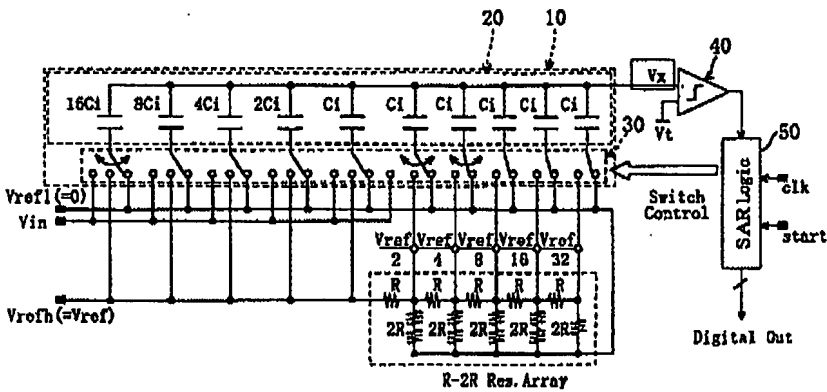 20 10
40
Vx
16Ci 8Ci 4Ci 2Ci Ci Ci Ci Ci Ci Ci
30
Vt
50
Vrefl(=0)
Vin
Switch
Control
SAR Logic
clk
start
Vref Vref Vref Vref Vref
2 4 8 16 32
R R R R R
Vrefh(=Vref)
2R 2R 2R 2R 2R
Digital Out
R-2R Res. Array